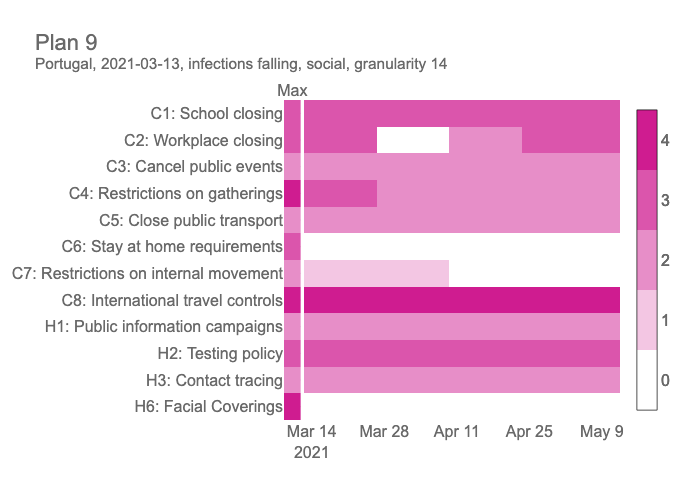 Plan 9
Portugal, 2021-03-13, infections falling, social, granularity 14
Max
C1: School closing
C2: Workplace closing
C3: Cancel public events
C4: Restrictions on gatherings
C5: Close public transport
C6: Stay at home requirements
C7: Restrictions on internal movement
C8: International travel controls
H1: Public information campaigns
H2: Testing policy
H3: Contact tracing
H6: Facial Coverings
Mar 14 Mar 28 Apr 11 Apr 25 May 9
2021
4
3
2
1
0